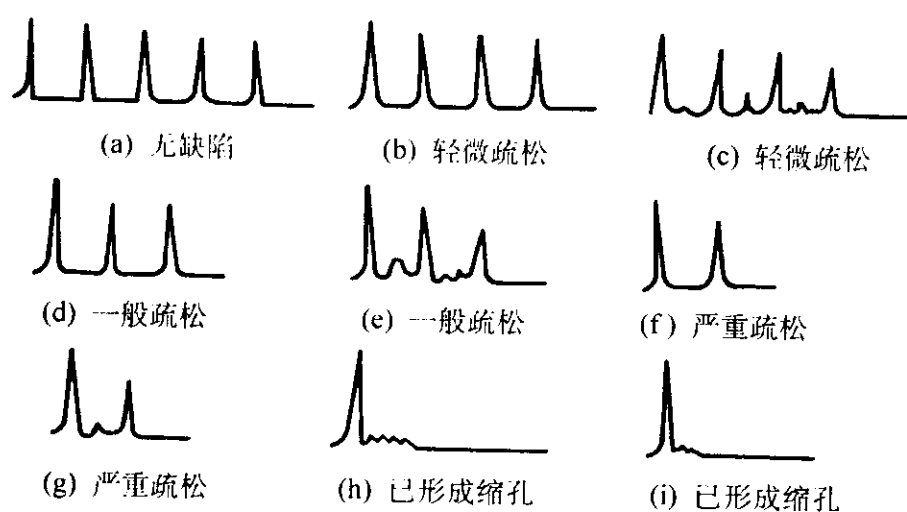 (a) 无缺陷
(b) 轻微疏松
(c) 轻微疏松
(d) 一般疏松
(e) 一般疏松
(f) 严重疏松
(g) 严重疏松
(h) 已形成缩孔
(i) 已形成缩孔